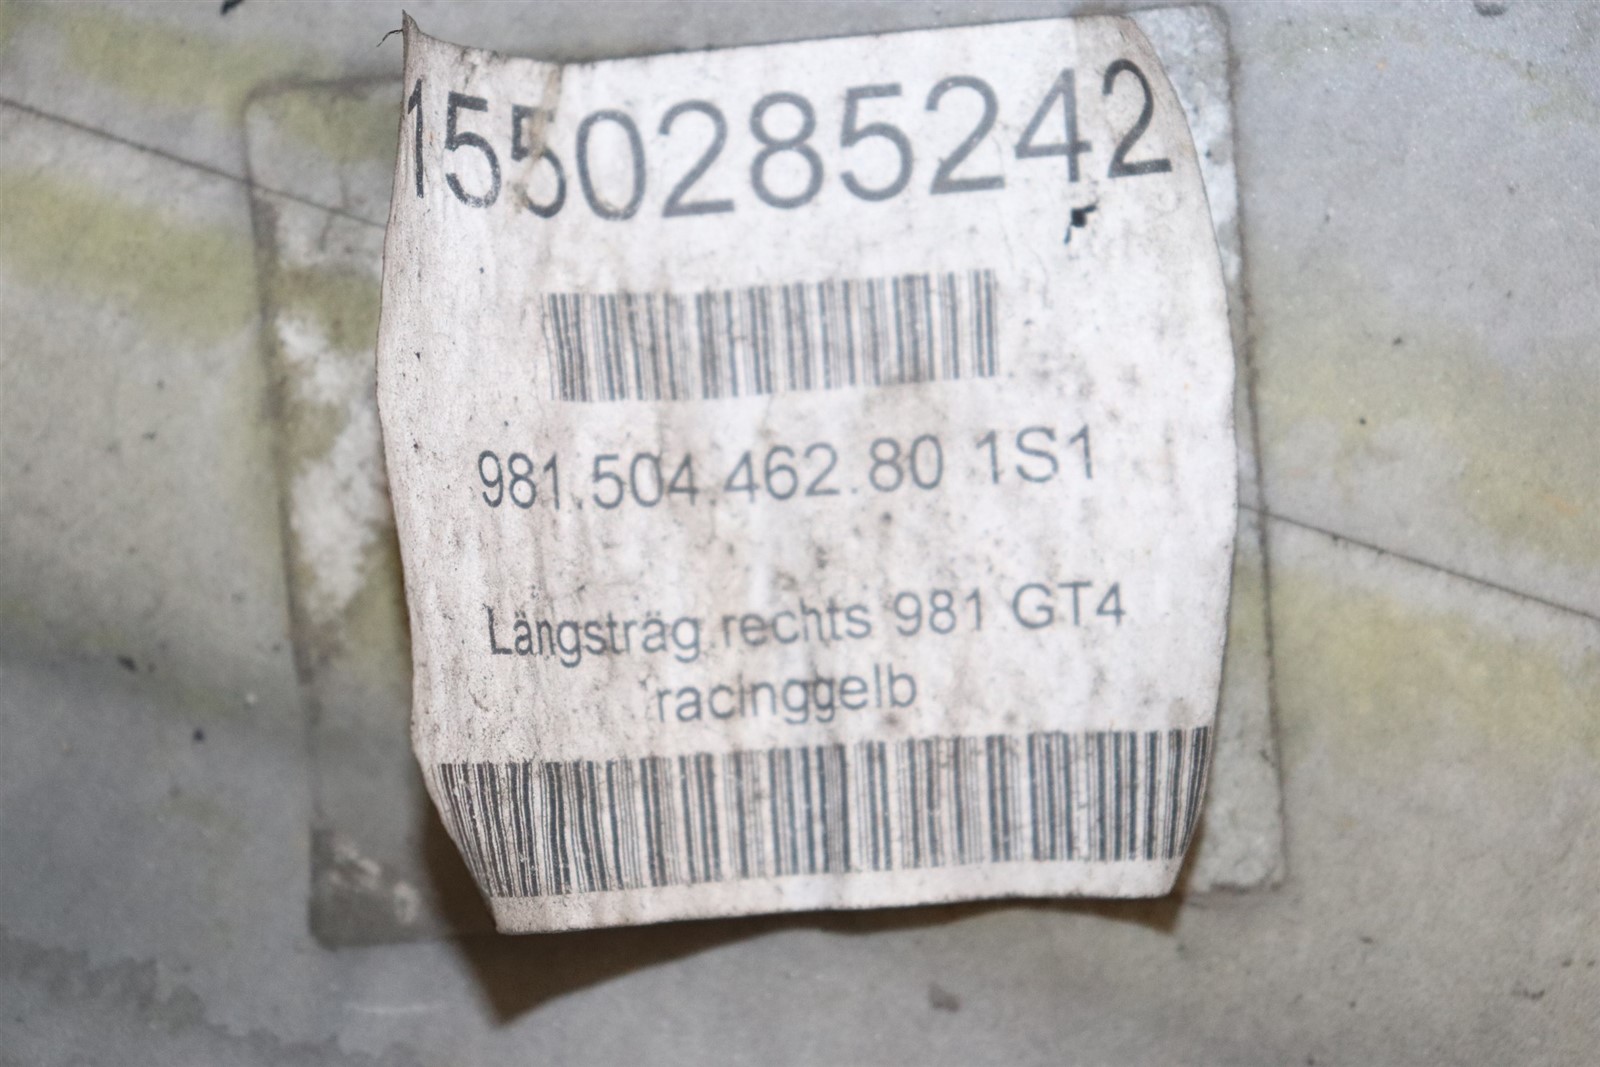 1550285242
981.504.462.80 1S1
Längsträg.rechts 981 GT4
racinggelb